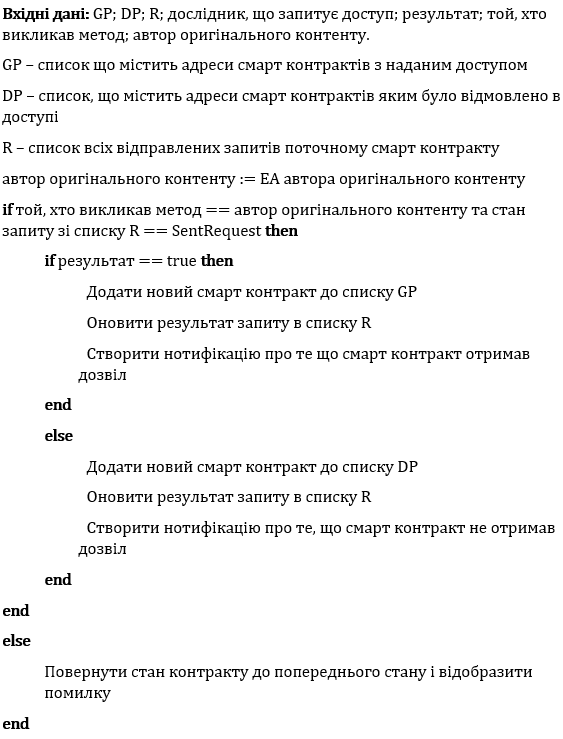 Вхідні дані: GP; DP; R; дослідник, що запитує доступ; результат; той, хто
викликав метод; автор оригінального контенту.
GP – список що містить адреси смарт контрактів з наданим доступом
DP – список, що містить адреси смарт контрактів яким було відмовлено в
доступі
R – список всіх відправлених запитів поточному смарт контракту
автор оригінального контенту := EA автора оригінального контенту
if той, хто викликав метод == автор оригінального контенту та стан
запиту зі списку R == SentRequest then
if результат == true then
Додати новий смарт контракт до списку GP
Оновити результат запиту в списку R
Створити нотифікацію про те що смарт контракт отримав
дозвіл
end
else
Додати новий смарт контракт до списку DP
Оновити результат запиту в списку R
Створити нотифікацію про те, що смарт контракт не отримав
дозвіл
end
end
else
Повернути стан контракту до попереднього стану і відобразити
помилку
end